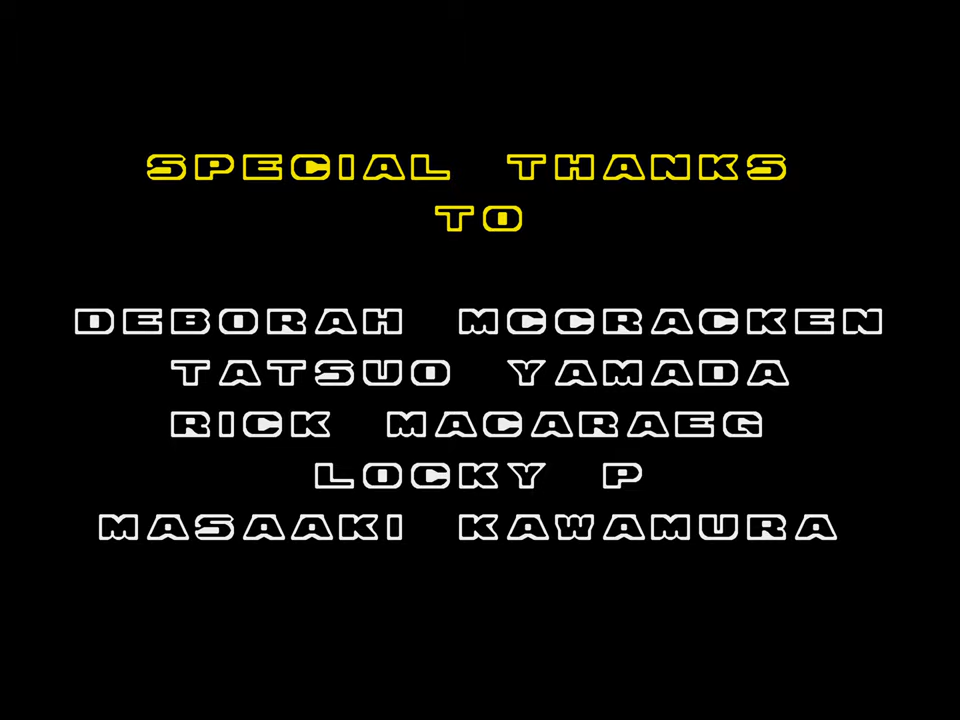 SPECIAL THANKS
TO
DEBORAH MCCRACKEN
TATSUO YAMADA
RICK MACARAEG
LOCKY P
MASAAKI KAWAMURA